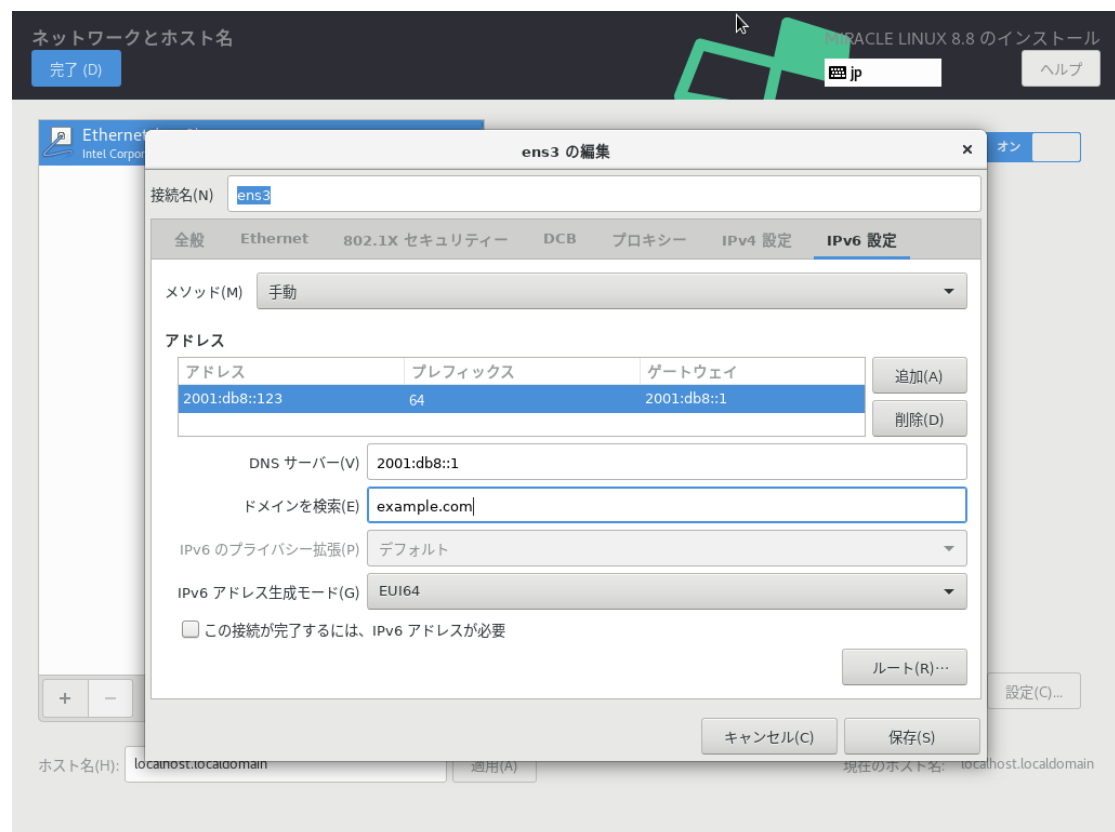 ネットワークとホスト名
MIRACLE LINUX 8.8 のインストール
完了 (D)
jp
ヘルプ
Ethernet
Intel Corpor
オン
ens3 の編集
接続名(N) ens3
全般 Ethernet 802.1X セキュリティー DCB プロキシー IPv4 設定 IPv6 設定
メソッド(M) 手動
アドレス
アドレス プレフィックス ゲートウェイ
2001:db8::123 64 2001:db8::1
追加(A)
削除(D)
DNS サーバー(V) 2001:db8::1
ドメインを検索(E) example.com
IPv6 のプライバシー拡張(P) デフォルト
IPv6 アドレス生成モード(G) EUI64
この接続が完了するには、IPv6 アドレスが必要
ルート(R)…
+ −
設定(C)...
キャンセル(C) 保存(S)
ホスト名(H): localhost.localdomain 適用(A) 現在のホスト名: localhost.localdomain